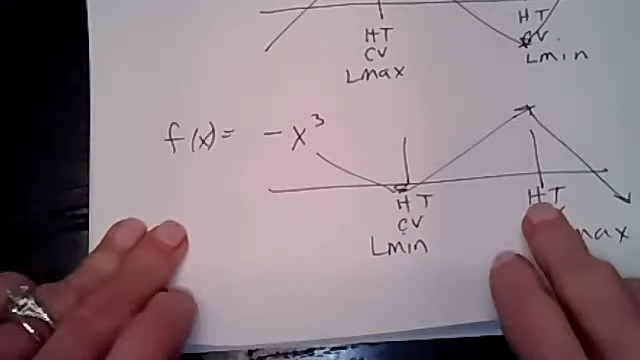 HT
CV
Lmax
HT
CV
Lmin
f(x) = -x³
HT
CV
Lmin
HT
max